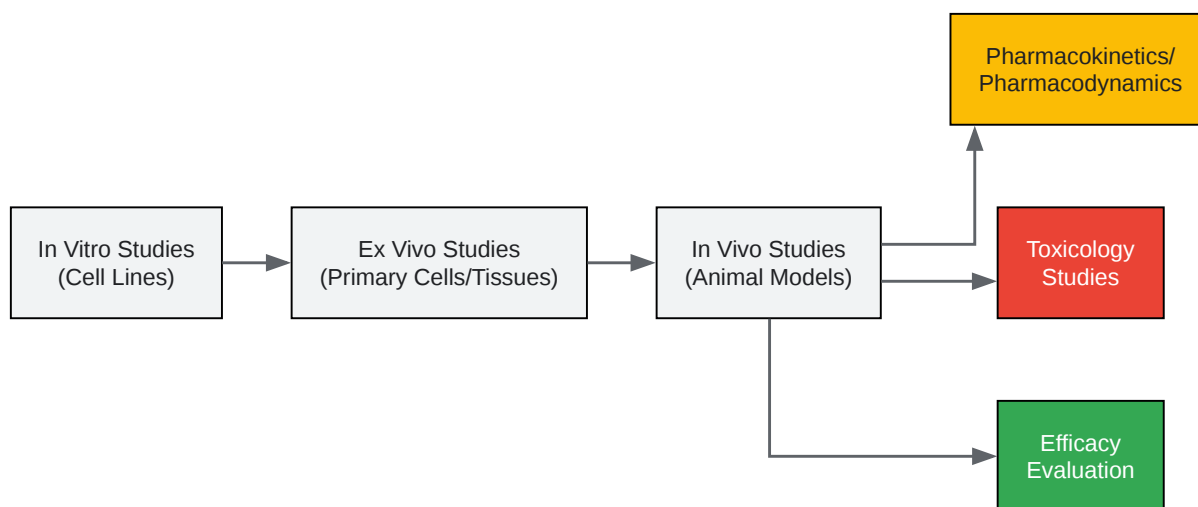 Pharmacokinetics/
Pharmacodynamics
In Vitro Studies
(Cell Lines)
Ex Vivo Studies
(Primary Cells/Tissues)
In Vivo Studies
(Animal Models)
Toxicology
Studies
Efficacy
Evaluation